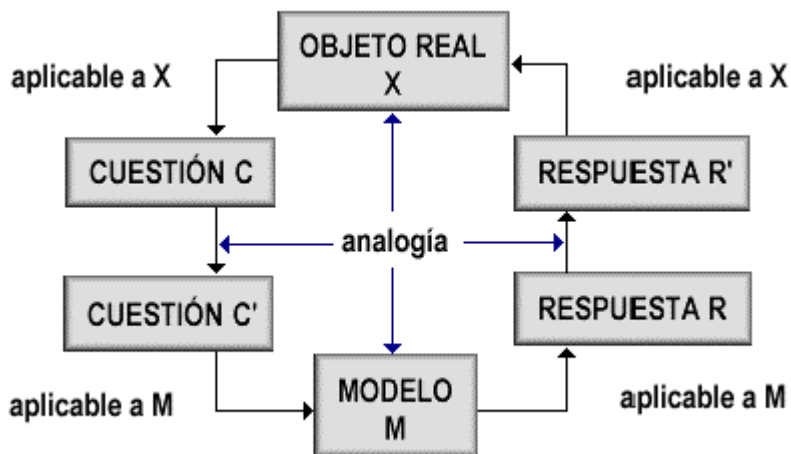 OBJETO REAL
X
aplicable a X
aplicable a X
CUESTIÓN C
RESPUESTA R'
analogía
CUESTIÓN C'
RESPUESTA R
MODELO
M
aplicable a M
aplicable a M